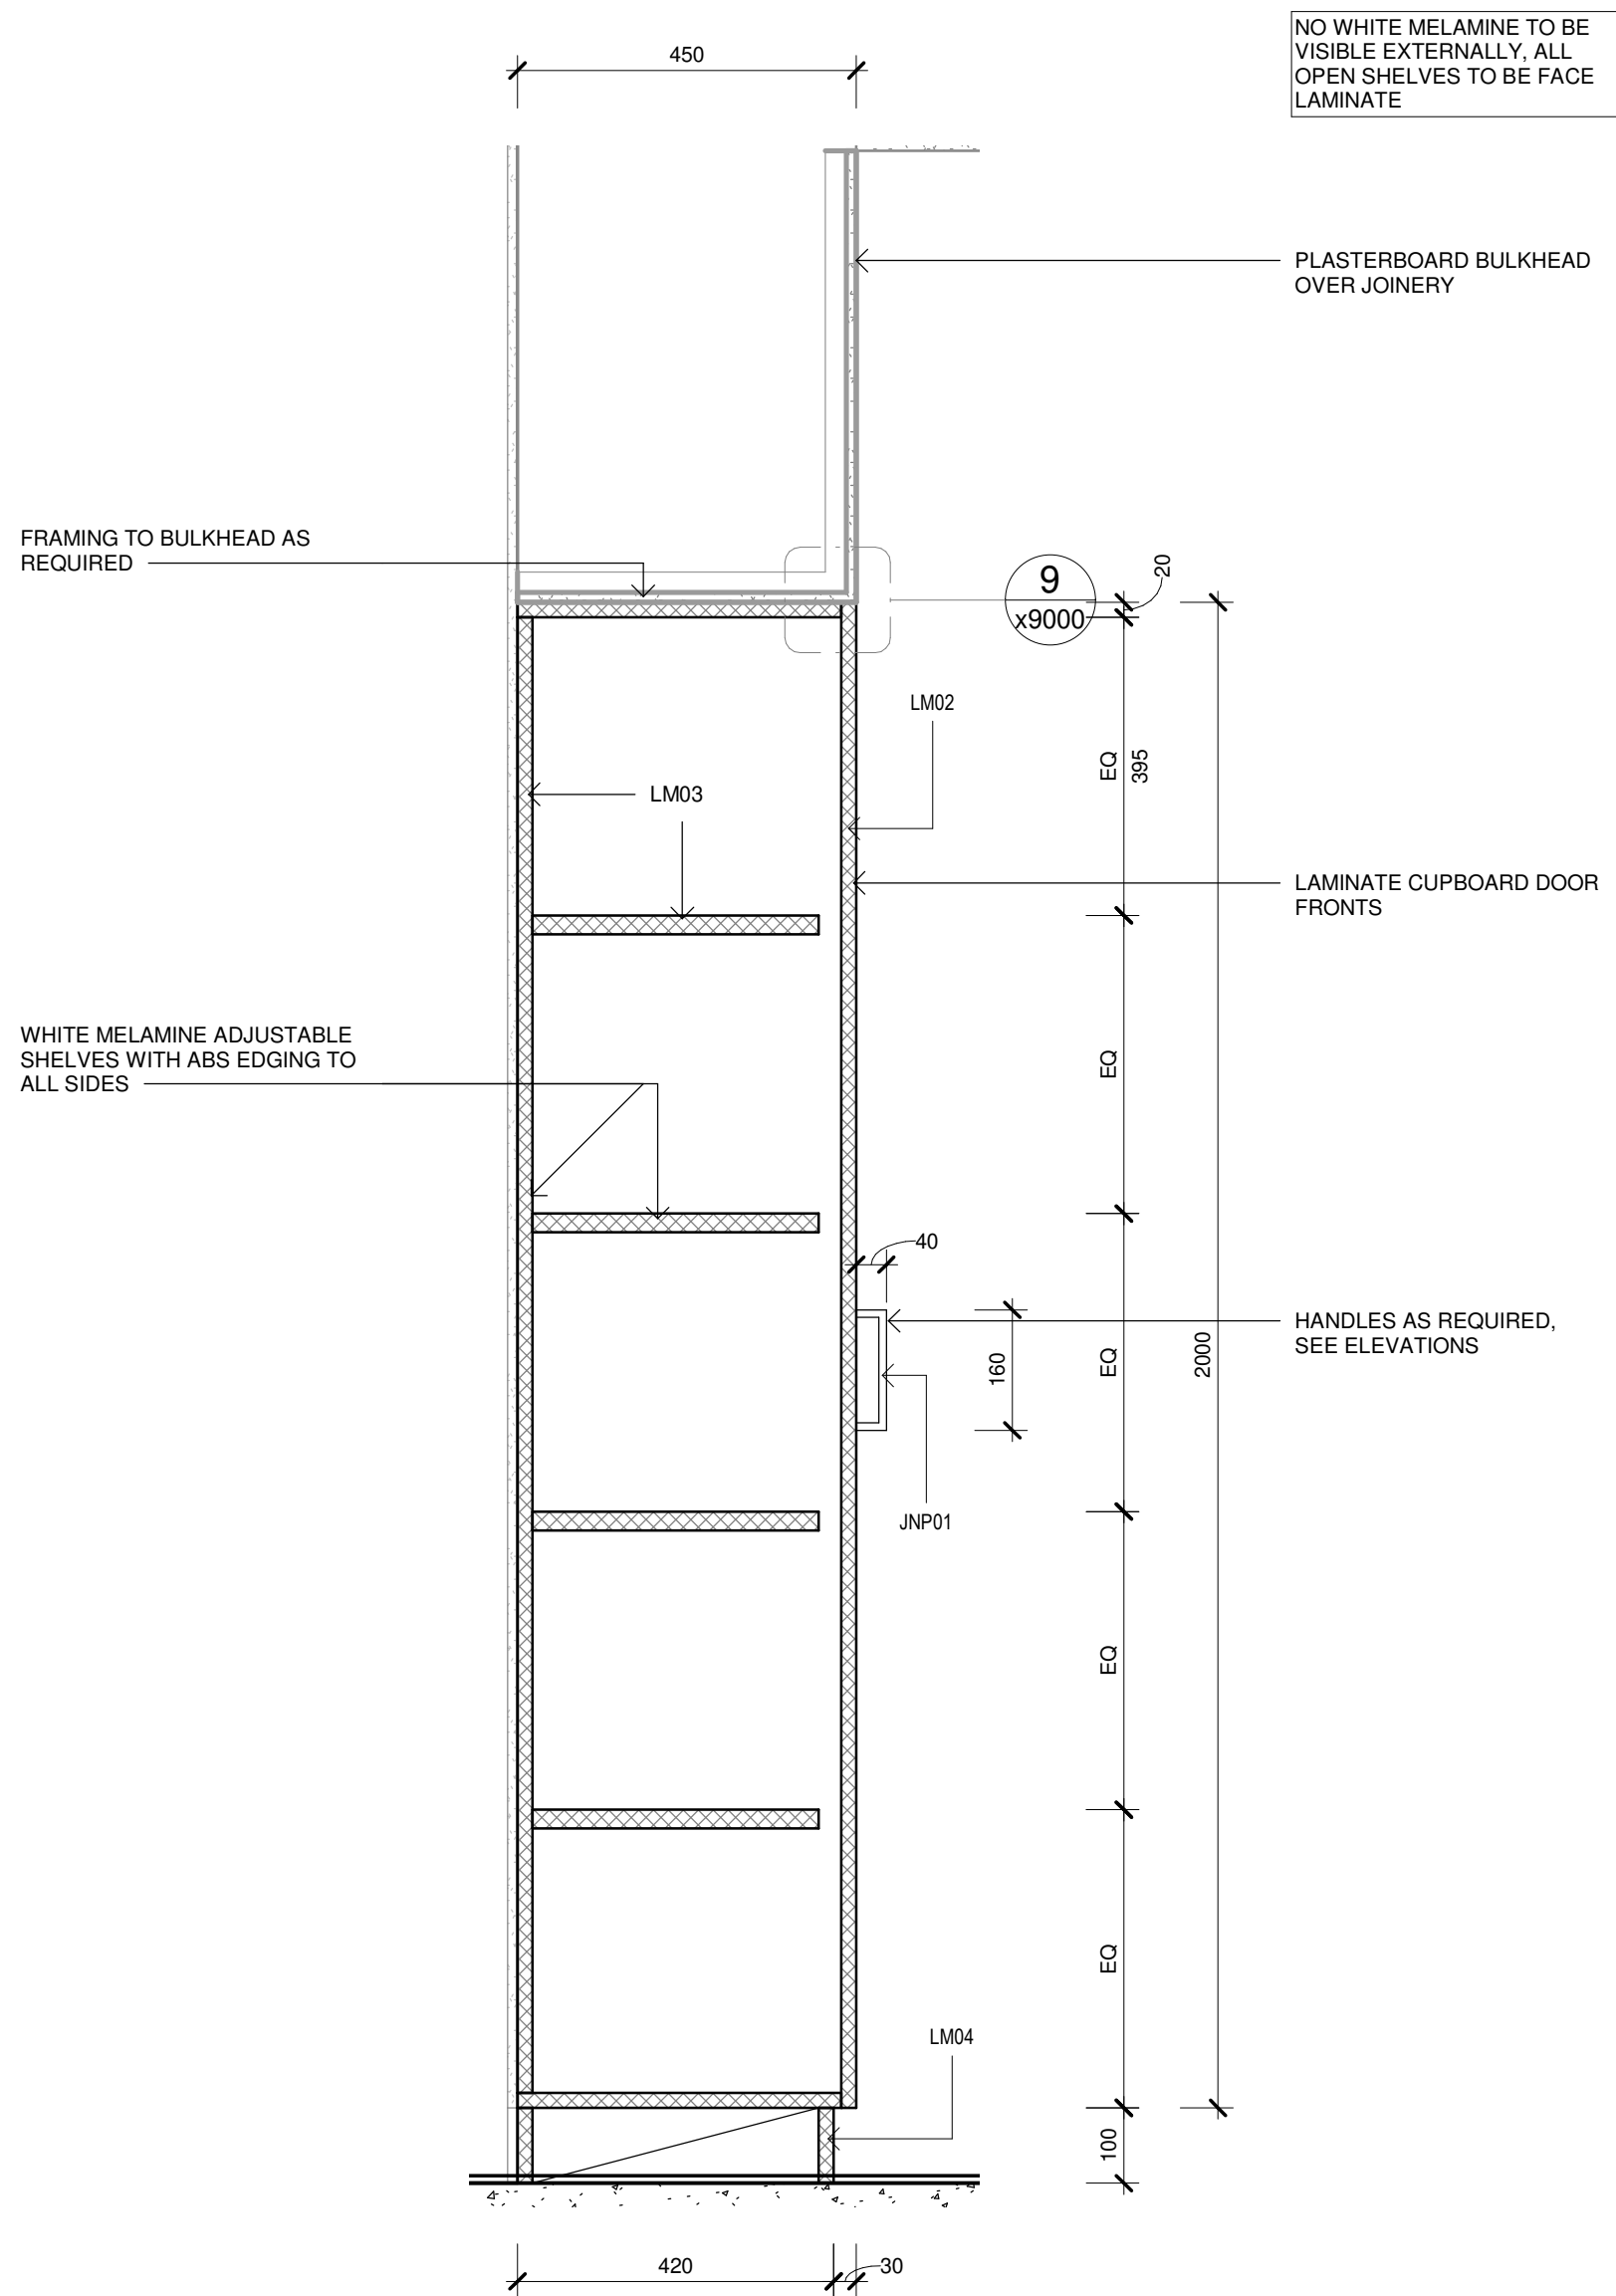 NO WHITE MELAMINE TO BE
VISIBLE EXTERNALLY, ALL
OPEN SHELVES TO BE FACE
LAMINATE
450
PLASTERBOARD BULKHEAD
OVER JOINERY
FRAMING TO BULKHEAD AS
REQUIRED
9
x9000
20
LM02
EQ
395
LM03
LAMINATE CUPBOARD DOOR
FRONTS
WHITE MELAMINE ADJUSTABLE
SHELVES WITH ABS EDGING TO
ALL SIDES
EQ
40
HANDLES AS REQUIRED,
SEE ELEVATIONS
160
EQ
2000
JNP01
EQ
EQ
LM04
100
420
30